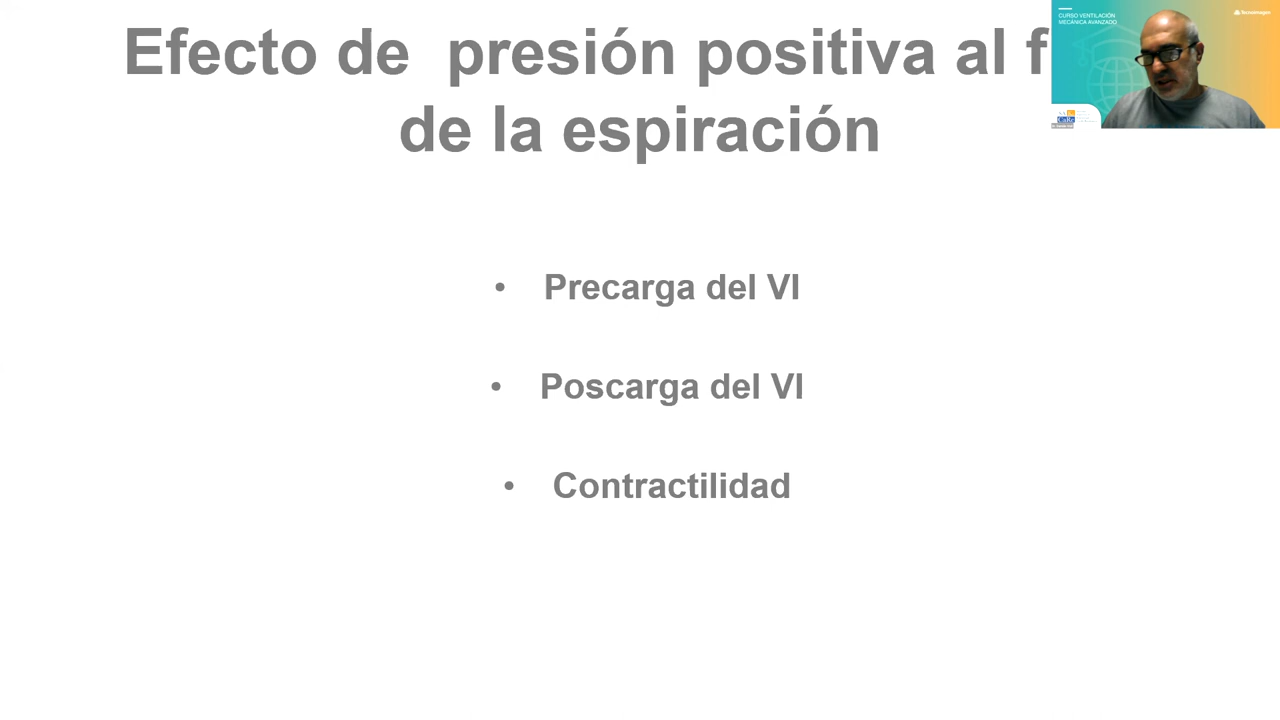 Efecto de presión positiva al f
de la espiración
• Precarga del VI
• Poscarga del VI
• Contractilidad
CURSO VENTILACIÓN
MECÁNICA AVANZADO